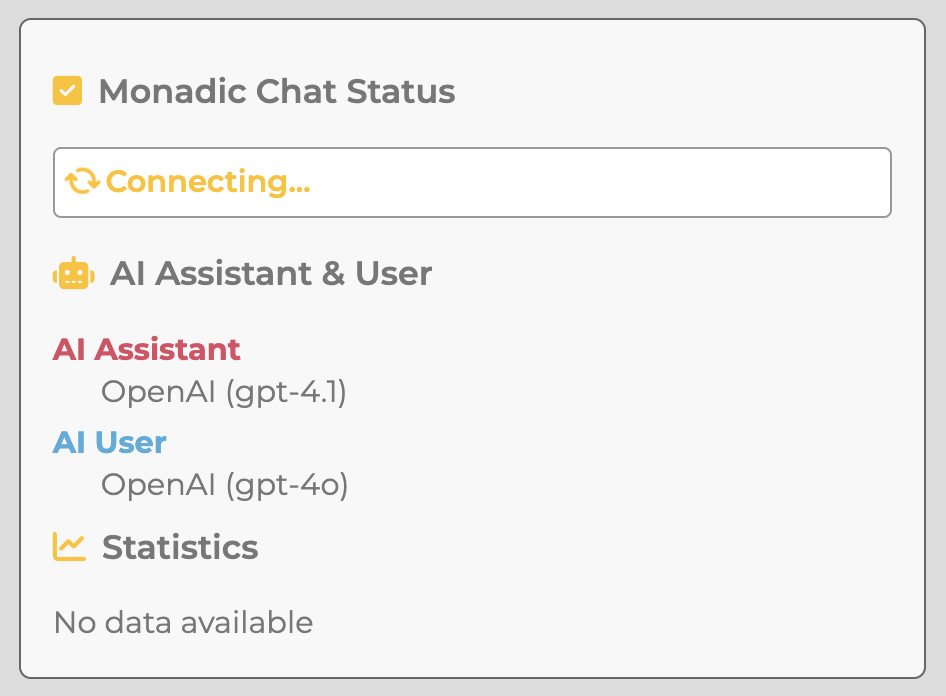 Monadic Chat Status
Connecting...
AI Assistant & User
AI Assistant
OpenAI (gpt-4.1)
AI User
OpenAI (gpt-4o)
Statistics
No data available